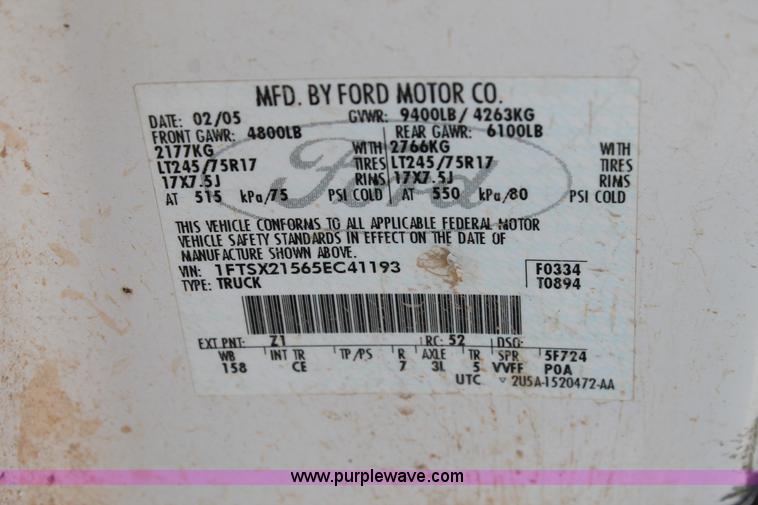 MFD. BY FORD MOTOR CO.
DATE: 02/05 GVWR: 9400LB/ 4263KG
FRONT GAWR: 4800LB REAR GAWR: 6100LB
2177KG WITH 2766KG WITH
LT245/75R17 TIRES LT245/75R17 TIRES
17X7.5J RIMS 17X7.5J RIMS
AT 515 kPa/75 PSI COLD AT 550 kPa/80 PSI COLD
Ford
THIS VEHICLE CONFORMS TO ALL APPLICABLE FEDERAL MOTOR
VEHICLE SAFETY STANDARDS IN EFFECT ON THE DATE OF
MANUFACTURE SHOWN ABOVE.
VIN: 1FTSX21565EC41193 F0334
TYPE: TRUCK T0894
EXT PNT: Z1 RC: 52 DSO:
WB INT TR TP/PS R AXLE TR SPR 5F724
158 CE 7 3L 5 VVFF POA
UTC ▽ 2U5A-1520472-AA
www.purplewave.com